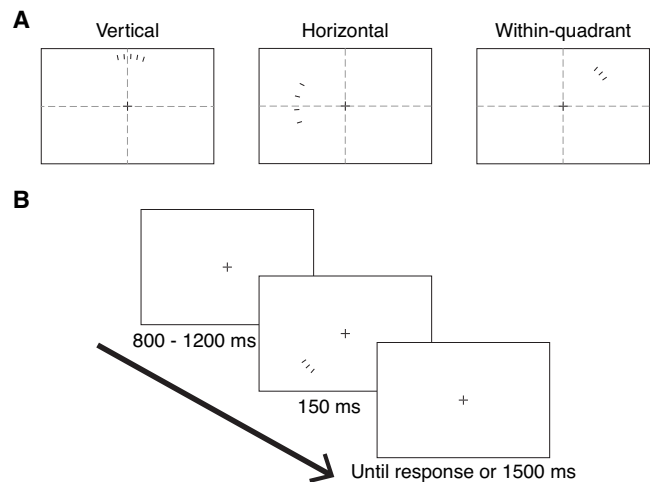 A
Vertical Horizontal Within-quadrant
B
800 - 1200 ms
150 ms
Until response or 1500 ms